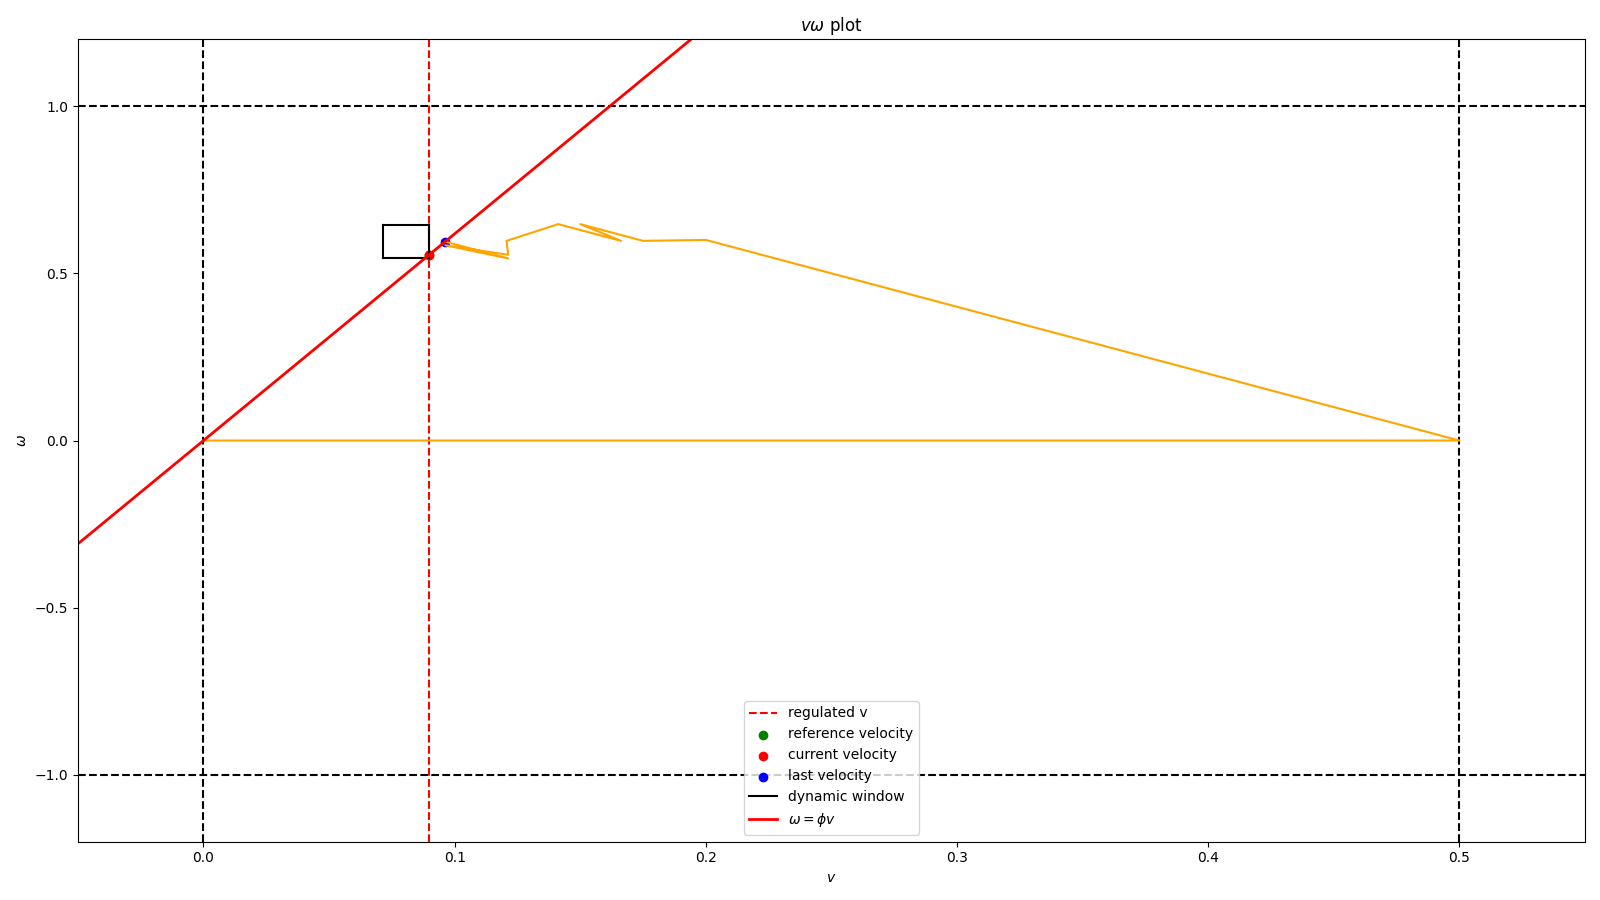 vω plot
1.0
0.5
0.0
−0.5
−1.0
ω
0.0 0.1 0.2 0.3 0.4 0.5
v
regulated v
reference velocity
current velocity
last velocity
dynamic window
ω = ϕv